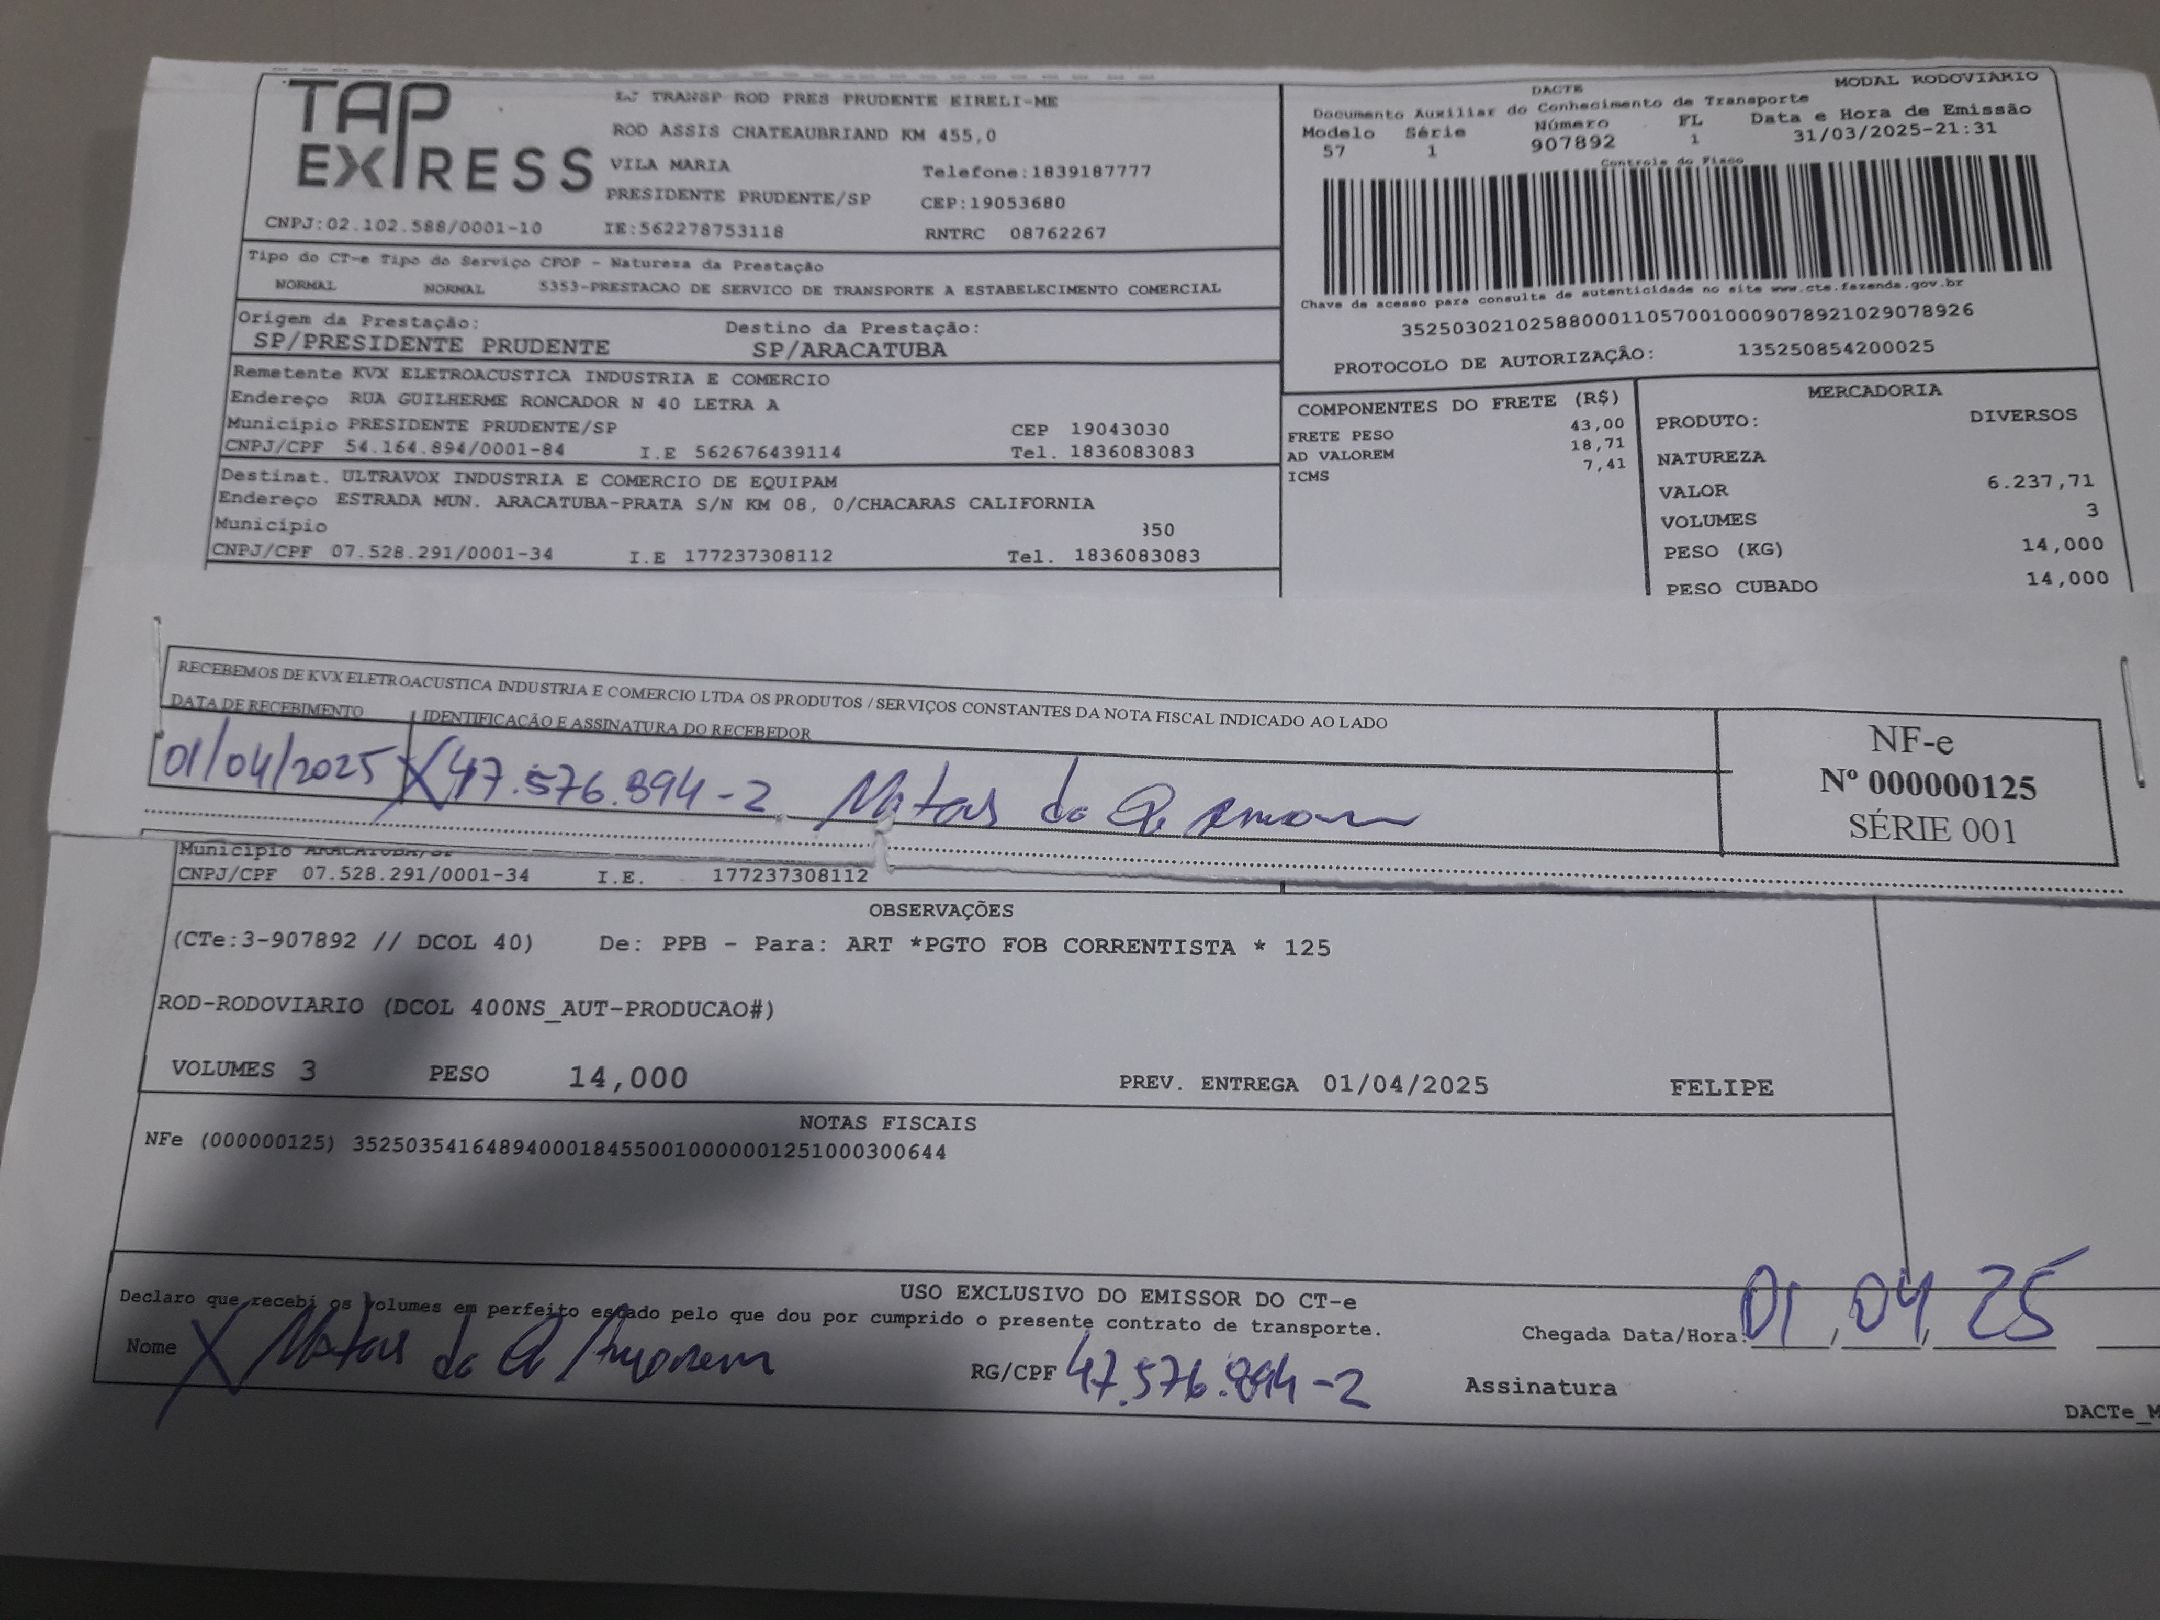 TAP
EXPRESS
TRANSP ROD PRES PRUDENTE EIRELI-ME
ROD ASSIS CHATEAUBRIAND KM 455,0
VILA MARIA Telefone:1839187777
PRESIDENTE PRUDENTE/SP CEP:19053680
CNPJ:02.102.588/0001-10 IE:562278753118 RNTRC 08762267
DACTE MODAL RODOVIÁRIO
Documento Auxiliar do Conhecimento de Transporte
Modelo Série Número FL Data e Hora de Emissão
57 1 907892 1 31/03/2025-21:31
Controle do Fisco
Chave de acesso para consulta de autenticidade no site www.cte.fazenda.gov.br
35250302102588000110570010009078921029078926
PROTOCOLO DE AUTORIZAÇÃO: 135250854200025
Tipo do CT-e Tipo do Serviço CFOP - Natureza da Prestação
NORMAL NORMAL 5353-PRESTACAO DE SERVICO DE TRANSPORTE A ESTABELECIMENTO COMERCIAL
Origem da Prestação: Destino da Prestação:
SP/PRESIDENTE PRUDENTE SP/ARACATUBA
Remetente KVX ELETROACUSTICA INDUSTRIA E COMERCIO
Endereço RUA GUILHERME RONCADOR N 40 LETRA A
Município PRESIDENTE PRUDENTE/SP CEP 19043030
CNPJ/CPF 54.164.894/0001-84 I.E 562676439114 Tel. 1836083083
Destinat. ULTRAVOX INDUSTRIA E COMERCIO DE EQUIPAM
Endereço ESTRADA MUN. ARACATUBA-PRATA S/N KM 08, 0/CHACARAS CALIFORNIA
Município 350
CNPJ/CPF 07.528.291/0001-34 I.E 177237308112 Tel. 1836083083
COMPONENTES DO FRETE (R$)
FRETE PESO 43,00
AD VALOREM 18,71
ICMS 7,41
MERCADORIA
PRODUTO: DIVERSOS
NATUREZA
VALOR 6.237,71
VOLUMES 3
PESO (KG) 14,000
PESO CUBADO 14,000
RECEBEMOS DE KVX ELETROACUSTICA INDUSTRIA E COMERCIO LTDA OS PRODUTOS / SERVIÇOS CONSTANTES DA NOTA FISCAL INDICADO AO LADO
DATA DE RECEBIMENTO IDENTIFICAÇÃO E ASSINATURA DO RECEBEDOR
01/04/2025 X 47.576.894-2
NF-e
Nº 000000125
SÉRIE 001
Município ARACATUBA/SP
CNPJ/CPF 07.528.291/0001-34 I.E. 177237308112
OBSERVAÇÕES
(CTe:3-907892 // DCOL 40) De: PPB - Para: ART *PGTO FOB CORRENTISTA * 125
ROD-RODOVIARIO (DCOL 400NS_AUT-PRODUCAO#)
VOLUMES 3 PESO 14,000 PREV. ENTREGA 01/04/2025 FELIPE
NOTAS FISCAIS
NFe (000000125) 35250354164894000184550010000001251000300644
USO EXCLUSIVO DO EMISSOR DO CT-e
Declaro que recebi os volumes em perfeito estado pelo que dou por cumprido o presente contrato de transporte.
Nome X RG/CPF 47.576.894-2 Assinatura
Chegada Data/Hora: 01, 04, 25
DACTe_M